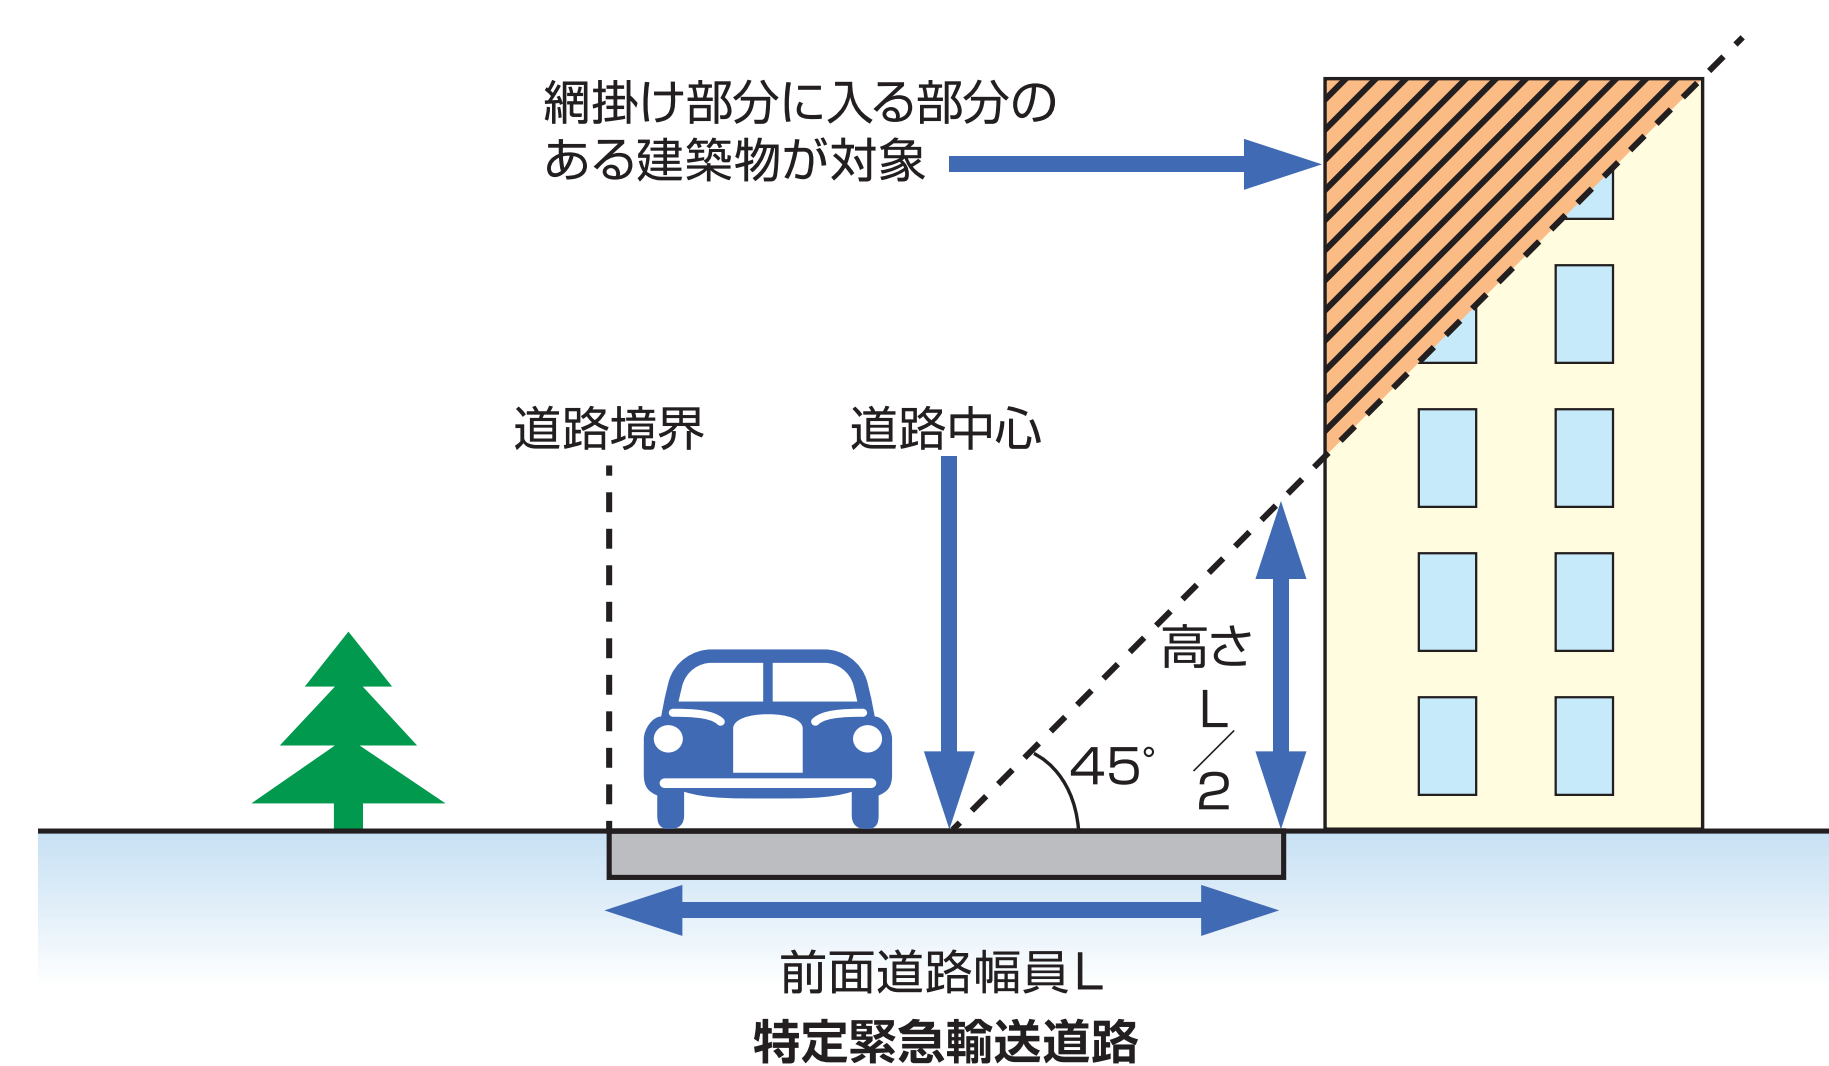 網掛け部分に入る部分の
ある建築物が対象
道路境界
道路中心
高さ
L
／
2
45°
前面道路幅員L
特定緊急輸送道路